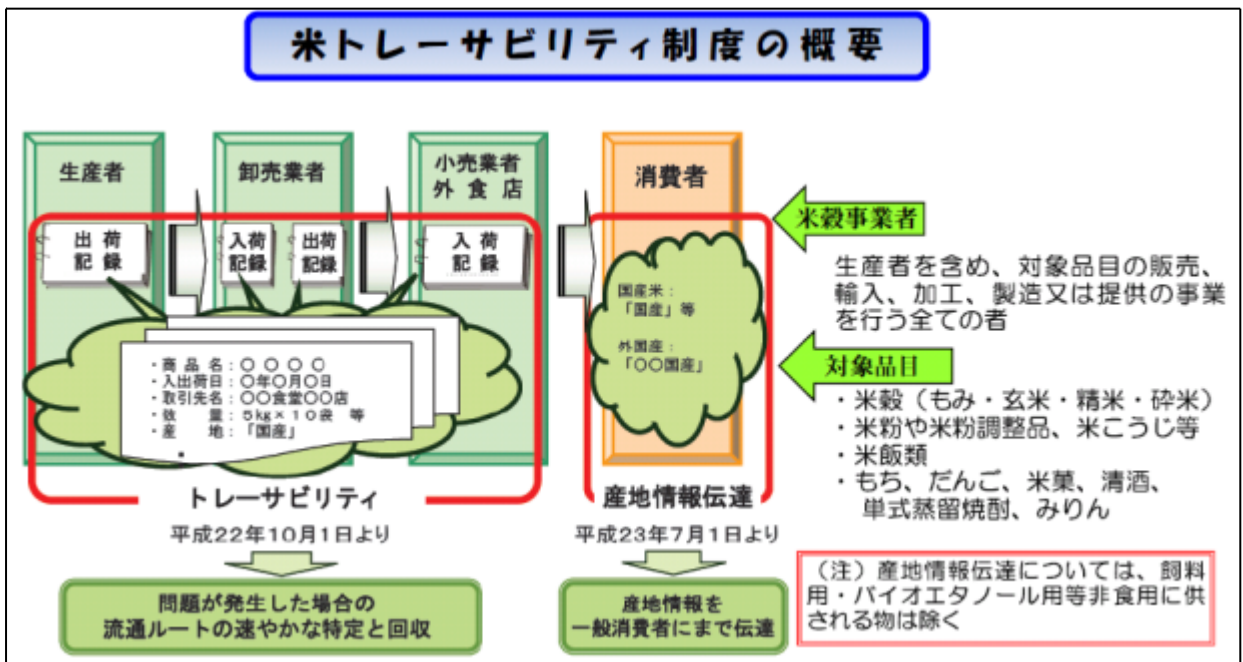 米トレーサビリティ制度の概要
生産者
卸売業者
小売業者
外食店
消費者
出荷
記録
入荷
記録
出荷
記録
入荷
記録
・商品名：〇〇〇〇
・入出荷日：〇年〇月〇日
・取引先名：〇〇食堂〇〇店
・数量：5kg×10袋 等
・産地：「国産」
・
国産米：
「国産」等
外国産：
「〇〇国産」
米穀事業者
生産者を含め、対象品目の販売、
輸入、加工、製造又は提供の事業
を行う全ての者
対象品目
・米穀（もみ・玄米・精米・砕米）
・米粉や米粉調整品、米こうじ等
・米飯類
・もち、だんご、米菓、清酒、
単式蒸留焼酎、みりん
トレーサビリティ
平成22年10月1日より
産地情報伝達
平成23年7月1日より
問題が発生した場合の
流通ルートの速やかな特定と回収
産地情報を
一般消費者にまで伝達
（注）産地情報伝達については、飼料
用・バイオエタノール用等非食用に供
される物は除く